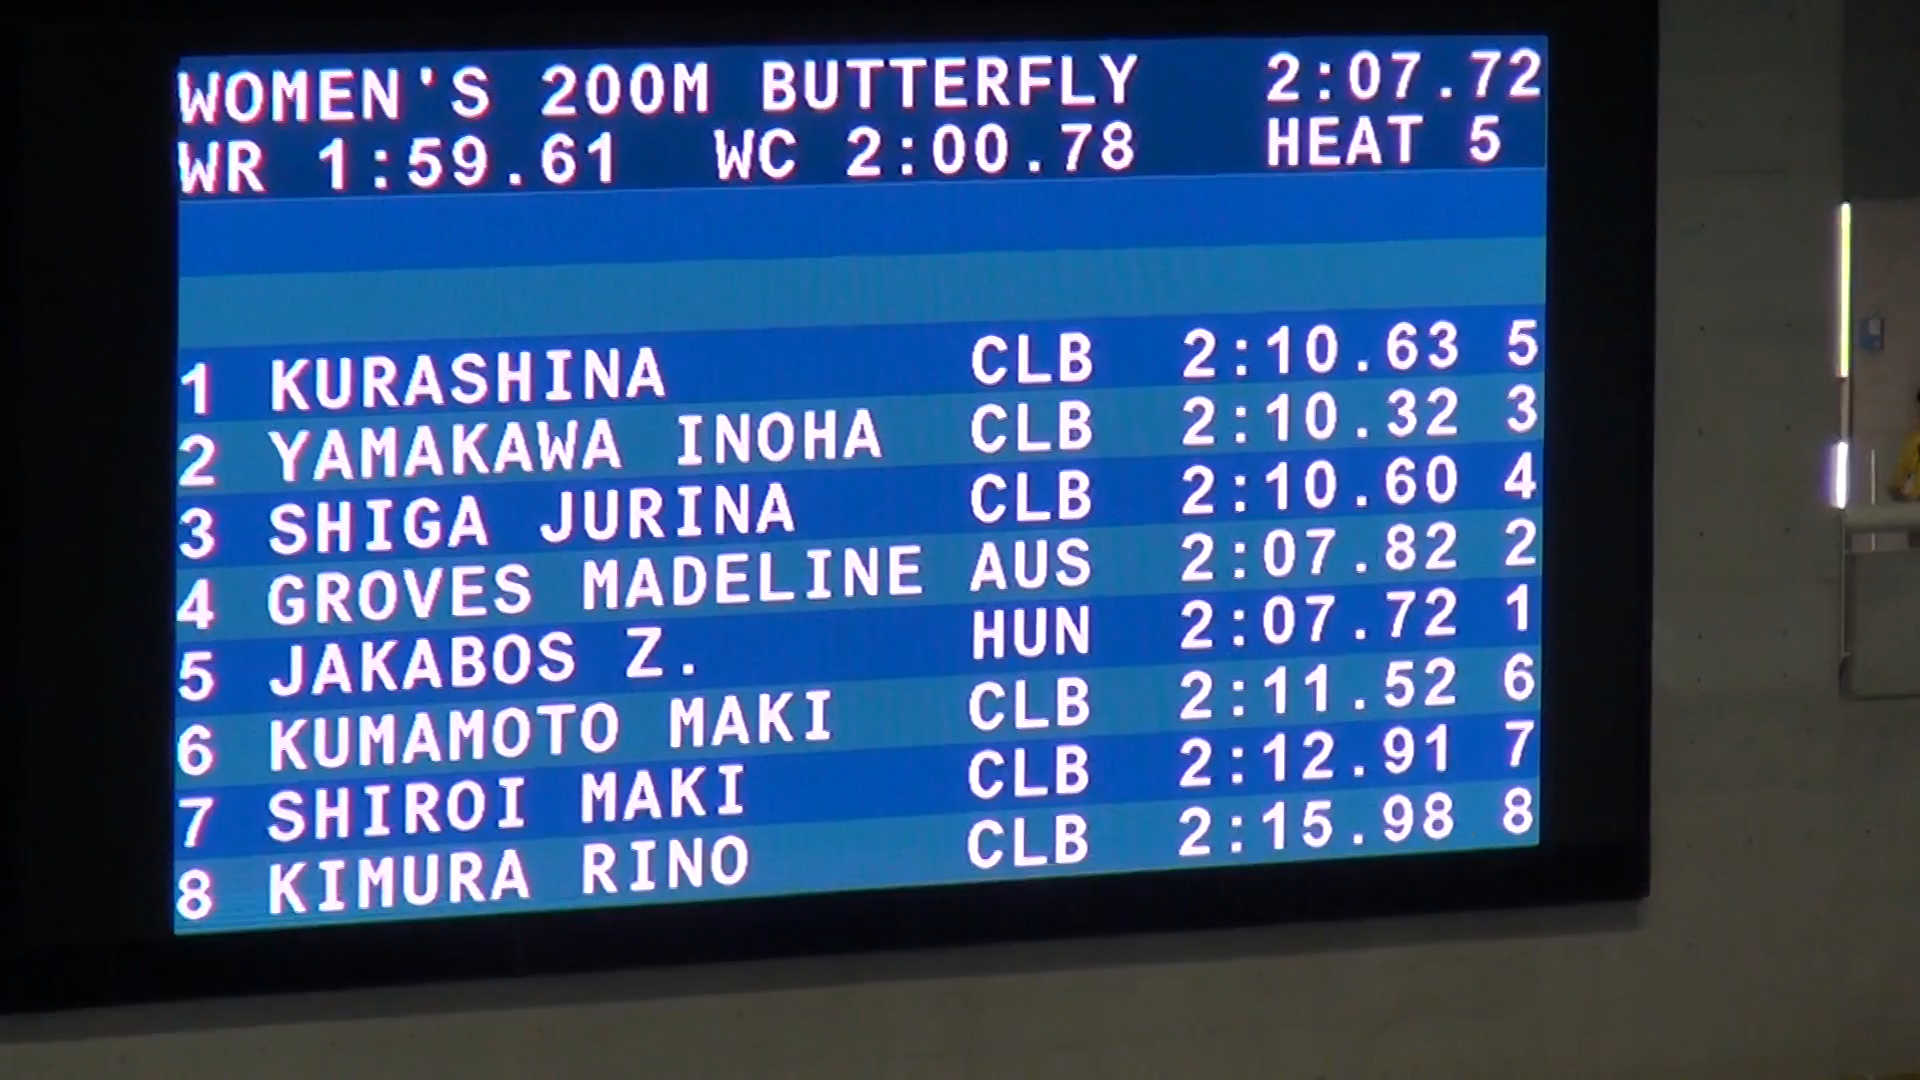 WOMEN'S 200M BUTTERFLY 2:07.72
WR 1:59.61 WC 2:00.78 HEAT 5
1 KURASHINA CLB 2:10.63 5
2 YAMAKAWA INOHA CLB 2:10.32 3
3 SHIGA JURINA CLB 2:10.60 4
4 GROVES MADELINE AUS 2:07.82 2
5 JAKABOS Z. HUN 2:07.72 1
6 KUMAMOTO MAKI CLB 2:11.52 6
7 SHIROI MAKI CLB 2:12.91 7
8 KIMURA RINO CLB 2:15.98 8